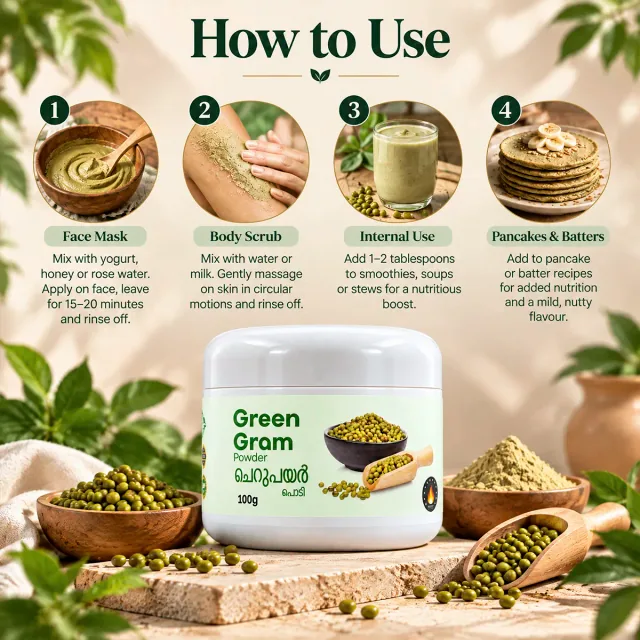 How to Use
1
Face Mask
Mix with yogurt,
honey or rose water.
Apply on face, leave
for 15–20 minutes
and rinse off.
2
Body Scrub
Mix with water or
milk. Gently massage
on skin in circular
motions and rinse off.
3
Internal Use
Add 1–2 tablespoons
to smoothies, soups
or stews for a nutritious
boost.
4
Pancakes & Batters
Add to pancake
or batter recipes
for added nutrition
and a mild, nutty
flavour.
Green
Gram
Powder
ചെറുപയർ
പൊടി
100g